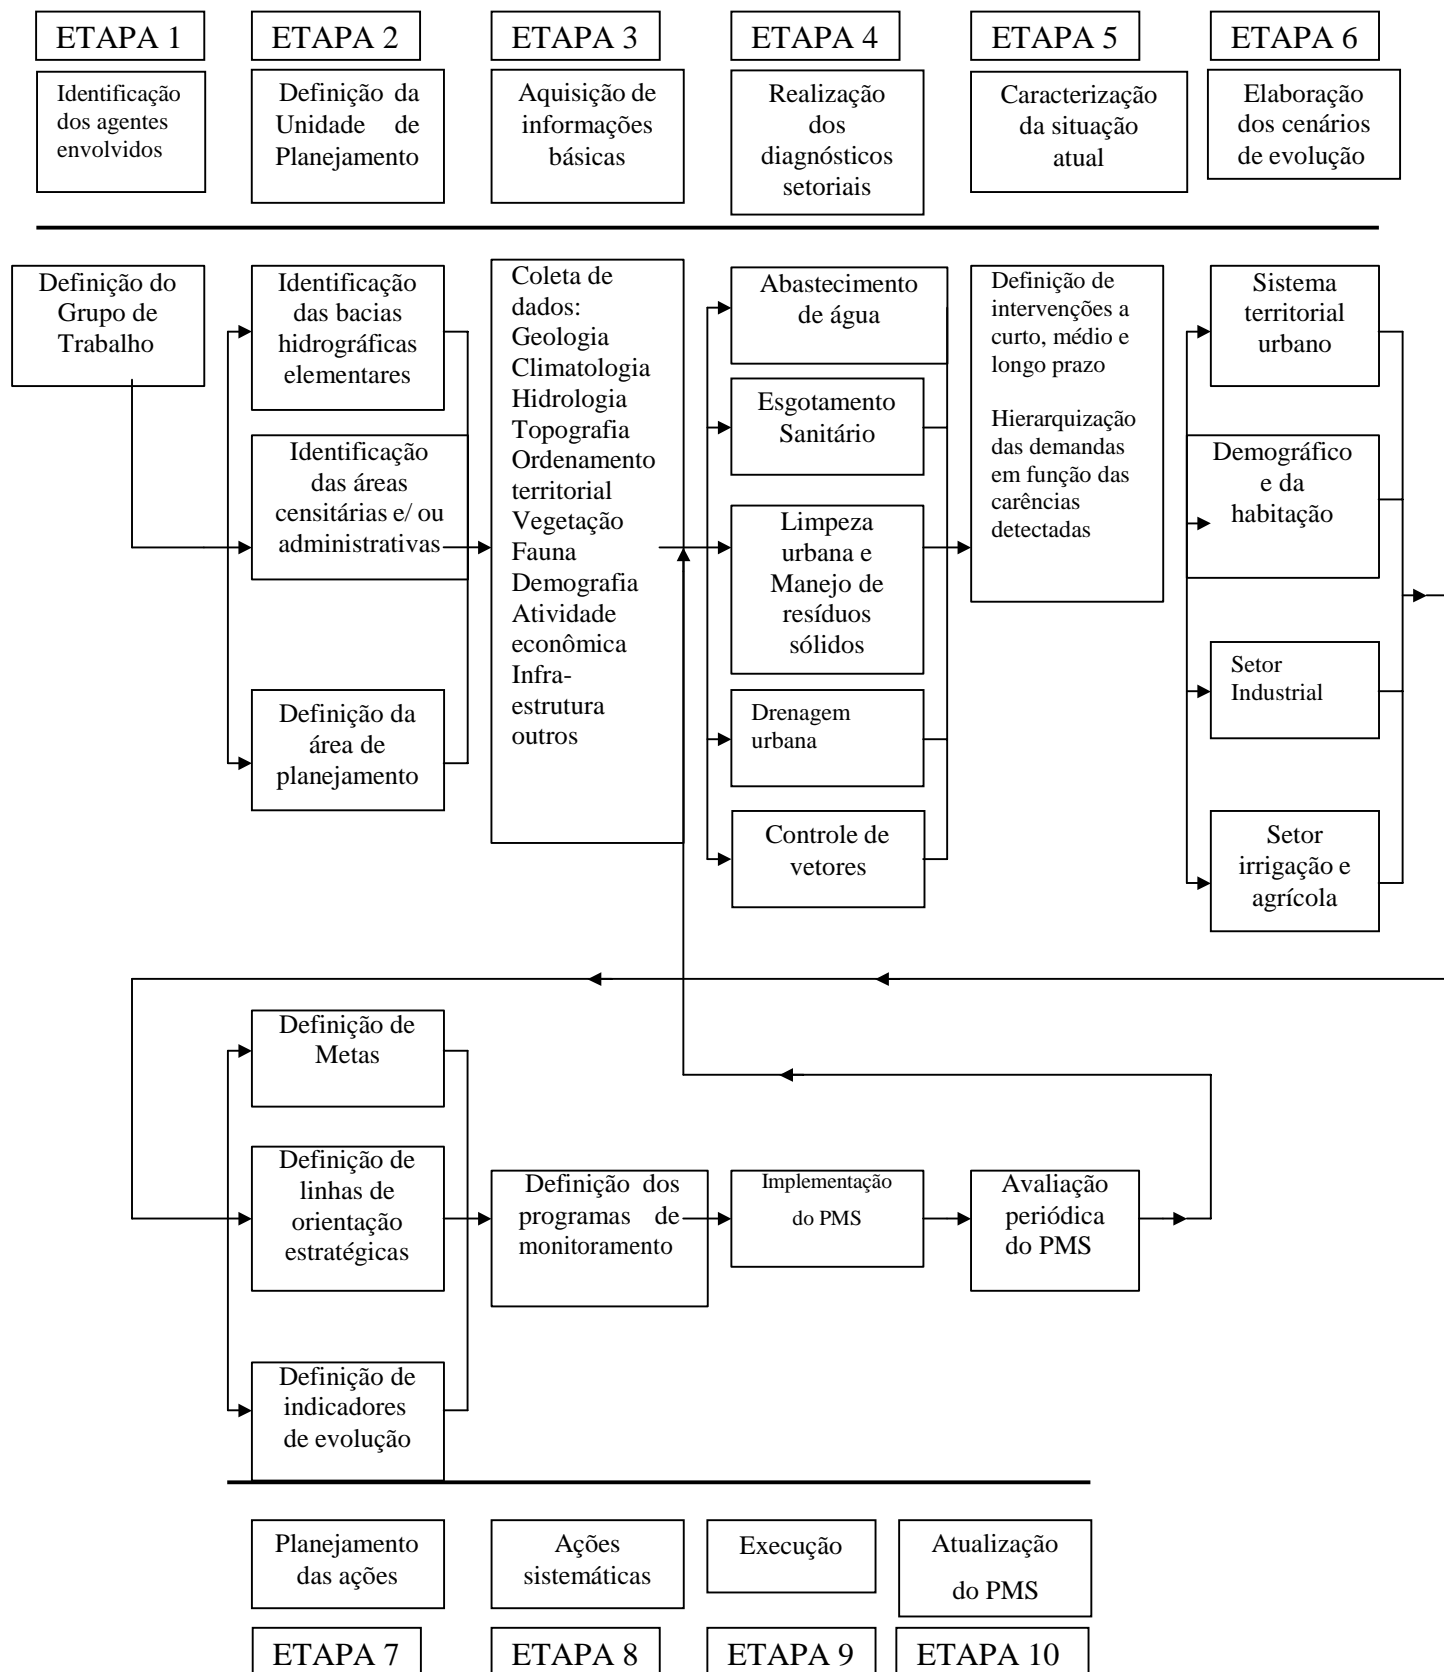 ETAPA 1
ETAPA 2
ETAPA 3
ETAPA 4
ETAPA 5
ETAPA 6
Identificação
dos agentes
envolvidos
Definição da
Unidade de
Planejamento
Aquisição de
informações
básicas
Realização
dos
diagnósticos
setoriais
Caracterização
da situação
atual
Elaboração
dos cenários
de evolução
Definição do
Grupo de
Trabalho
Identificação
das bacias
hidrográficas
elementares
Identificação
das áreas
censitárias e/ ou
administrativas
Definição da
área de
planejamento
Coleta de
dados:
Geologia
Climatologia
Hidrologia
Topografia
Ordenamento
territorial
Vegetação
Fauna
Demografia
Atividade
econômica
Infra-
estrutura
outros
Abastecimento
de água
Esgotamento
Sanitário
Limpeza
urbana e
Manejo de
resíduos
sólidos
Drenagem
urbana
Controle de
vetores
Definição de
intervenções a
curto, médio e
longo prazo
Hierarquização
das demandas
em função das
carências
detectadas
Sistema
territorial
urbano
Demográfico
e da
habitação
Setor
Industrial
Setor
irrigação e
agrícola
Definição de
Metas
Definição de
linhas de
orientação
estratégicas
Definição de
indicadores
de evolução
Definição dos
programas de
monitoramento
Implementação
do PMS
Avaliação
periódica
do PMS
Planejamento
das ações
Ações
sistemáticas
Execução
Atualização
do PMS
ETAPA 7
ETAPA 8
ETAPA 9
ETAPA 10